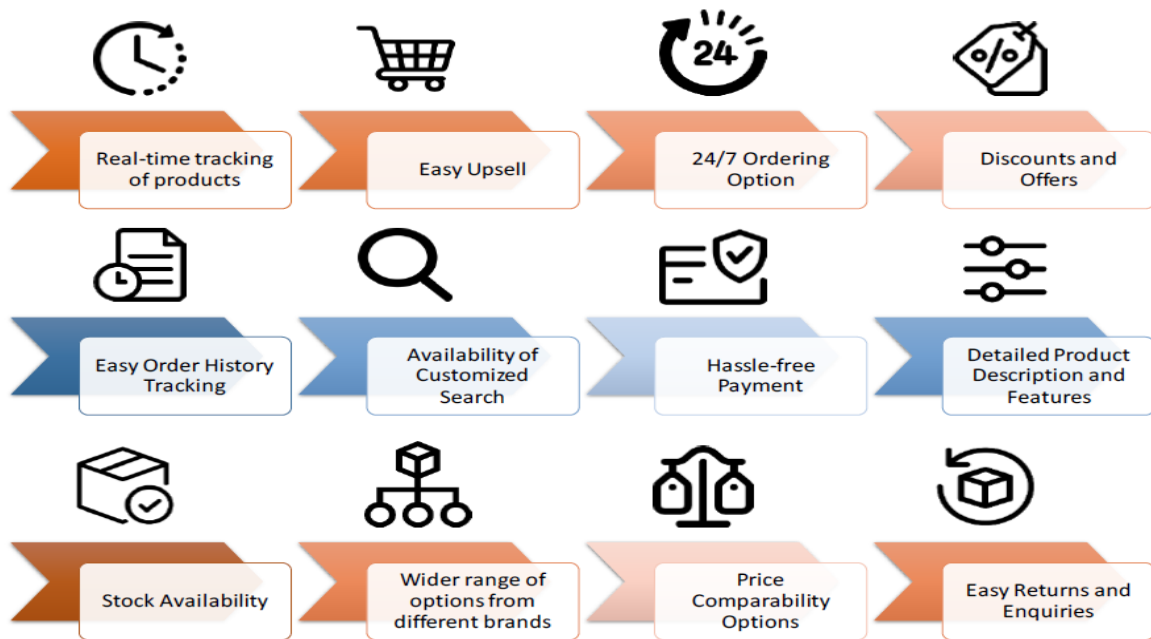 24
%
Real-time tracking
of products
Easy Upsell
24/7 Ordering
Option
Discounts and
Offers
Easy Order History
Tracking
Availability of
Customized
Search
Hassle-free
Payment
Detailed Product
Description and
Features
Stock Availability
Wider range of
options from
different brands
Price
Comparability
Options
Easy Returns and
Enquiries